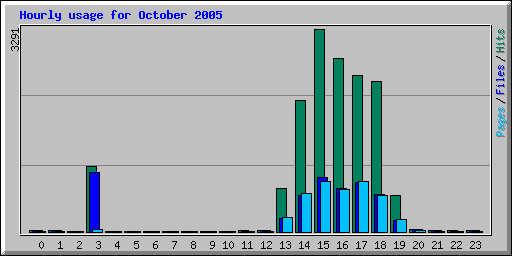 Hourly usage for October 2005
3291
Pages/Files/Hits
0 1 2 3 4 5 6 7 8 9 10 11 12 13 14 15 16 17 18 19 20 21 22 23